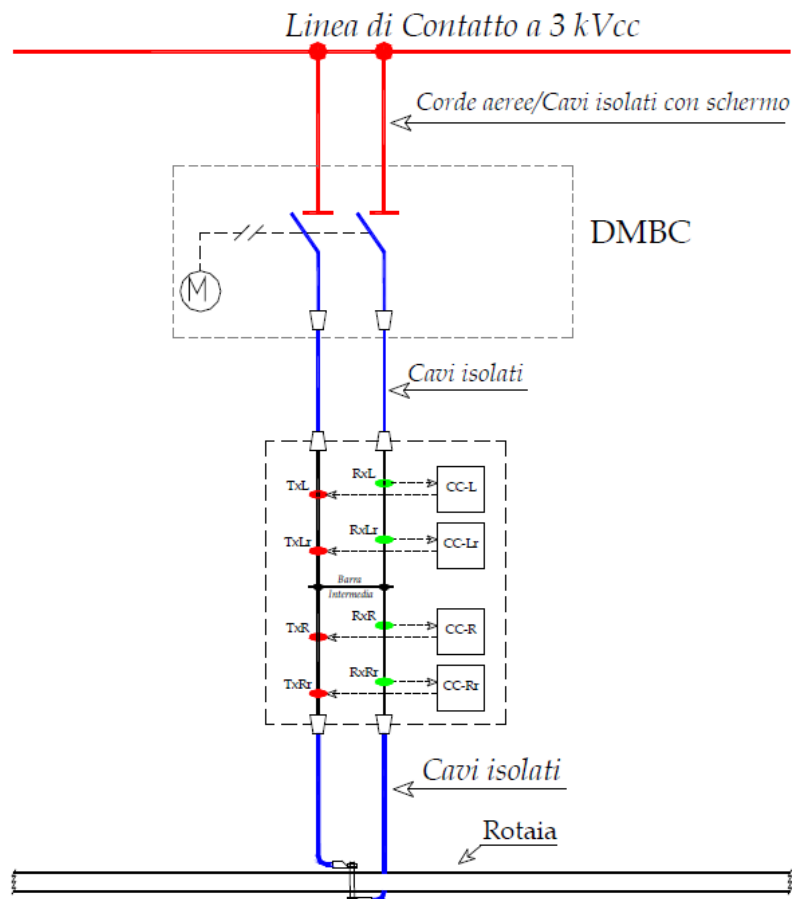 Linea di Contatto a 3 kVcc
Corde aeree/Cavi isolati con schermo
DMBC
M
Cavi isolati
TxL
RxL
CC-L
TxLr
RxLr
CC-Lr
Barra
Intermedia
TxR
RxR
CC-R
TxRr
RxRr
CC-Rr
Cavi isolati
Rotaia